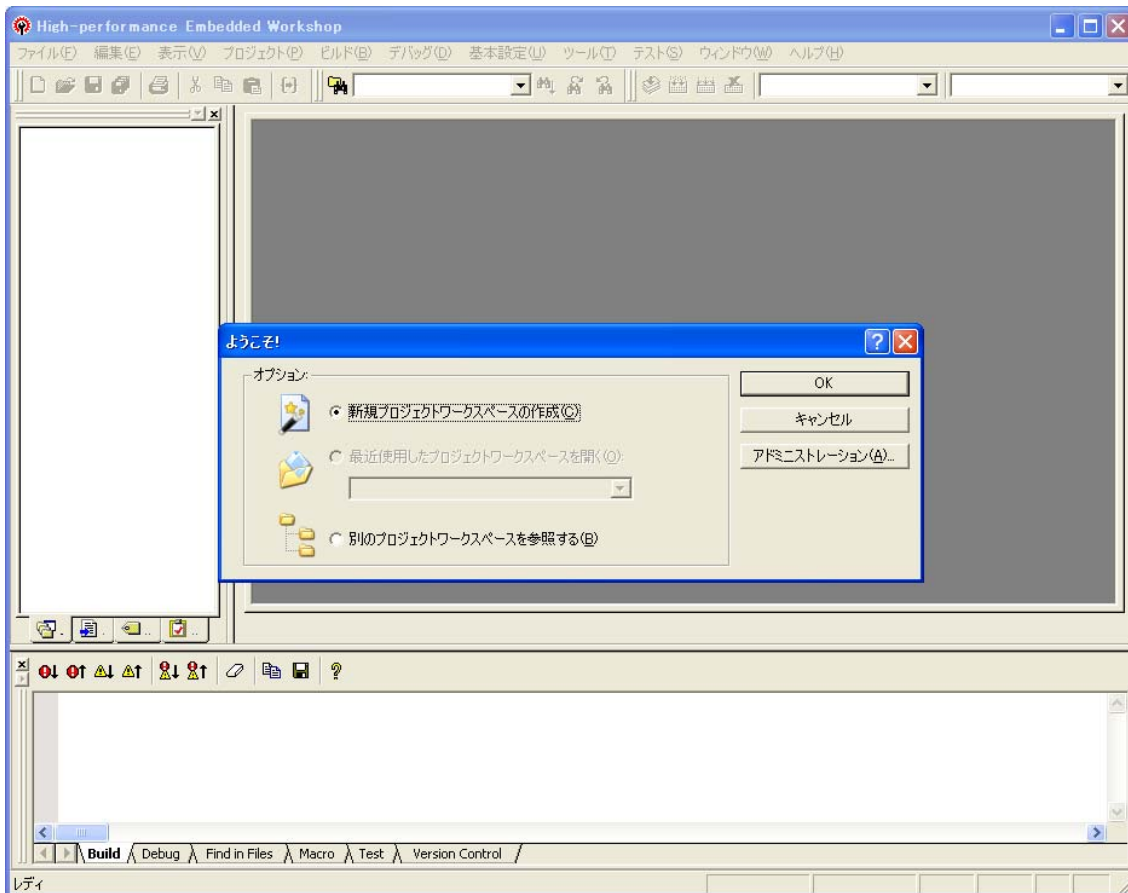 High-performance Embedded Workshop
ファイル(F) 編集(E) 表示(V) プロジェクト(P) ビルド(B) デバッグ(D) 基本設定(U) ツール(T) テスト(S) ウィンドウ(W) ヘルプ(H)
ようこそ!
オプション:
新規プロジェクトワークスペースの作成(C)
最近使用したプロジェクトワークスペースを開く(O):
別のプロジェクトワークスペースを参照する(B)
OK
キャンセル
アドミニストレーション(A)...
Build Debug Find in Files Macro Test Version Control
レディ